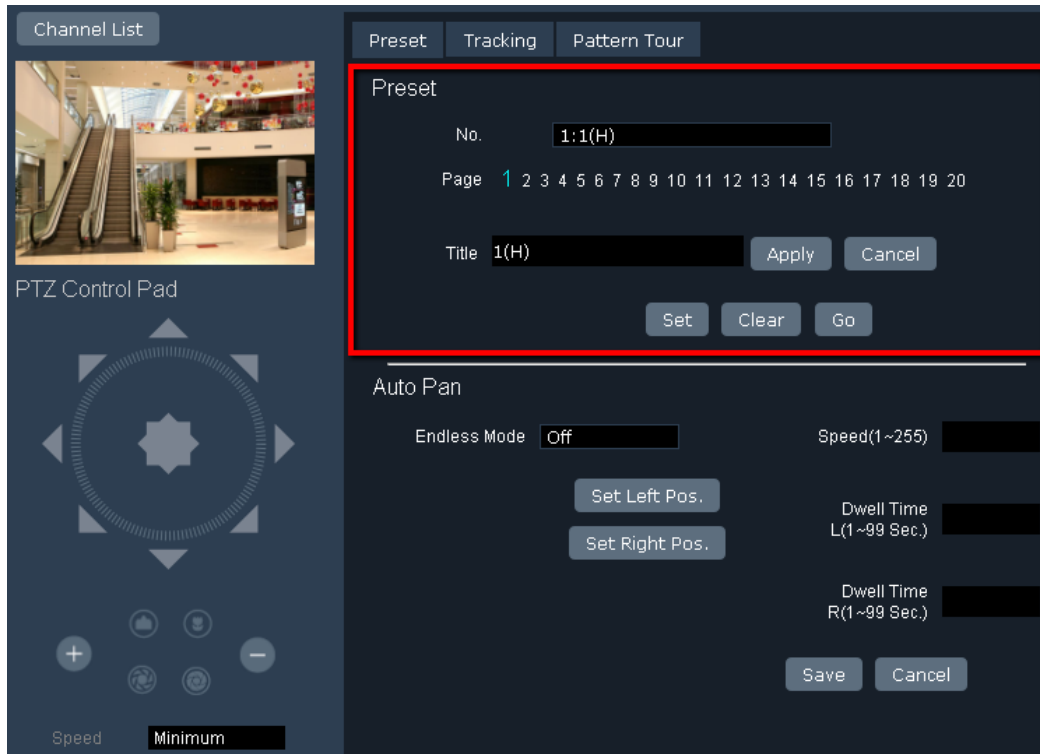 Channel List
Preset Tracking Pattern Tour
Preset
No. 1:1(H)
Page 1 2 3 4 5 6 7 8 9 10 11 12 13 14 15 16 17 18 19 20
Title 1(H) Apply Cancel
Set Clear Go
PTZ Control Pad
Auto Pan
Endless Mode Off Speed(1~255)
Set Left Pos.
Set Right Pos.
Dwell Time
L(1~99 Sec.)
Dwell Time
R(1~99 Sec.)
Save Cancel
Speed Minimum